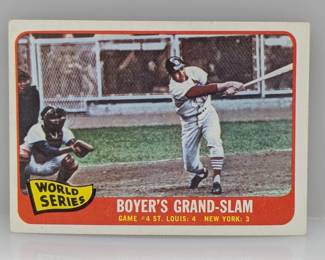 WORLD
SERIES
BOYER'S GRAND-SLAM
GAME #4 ST. LOUIS: 4 NEW YORK: 3